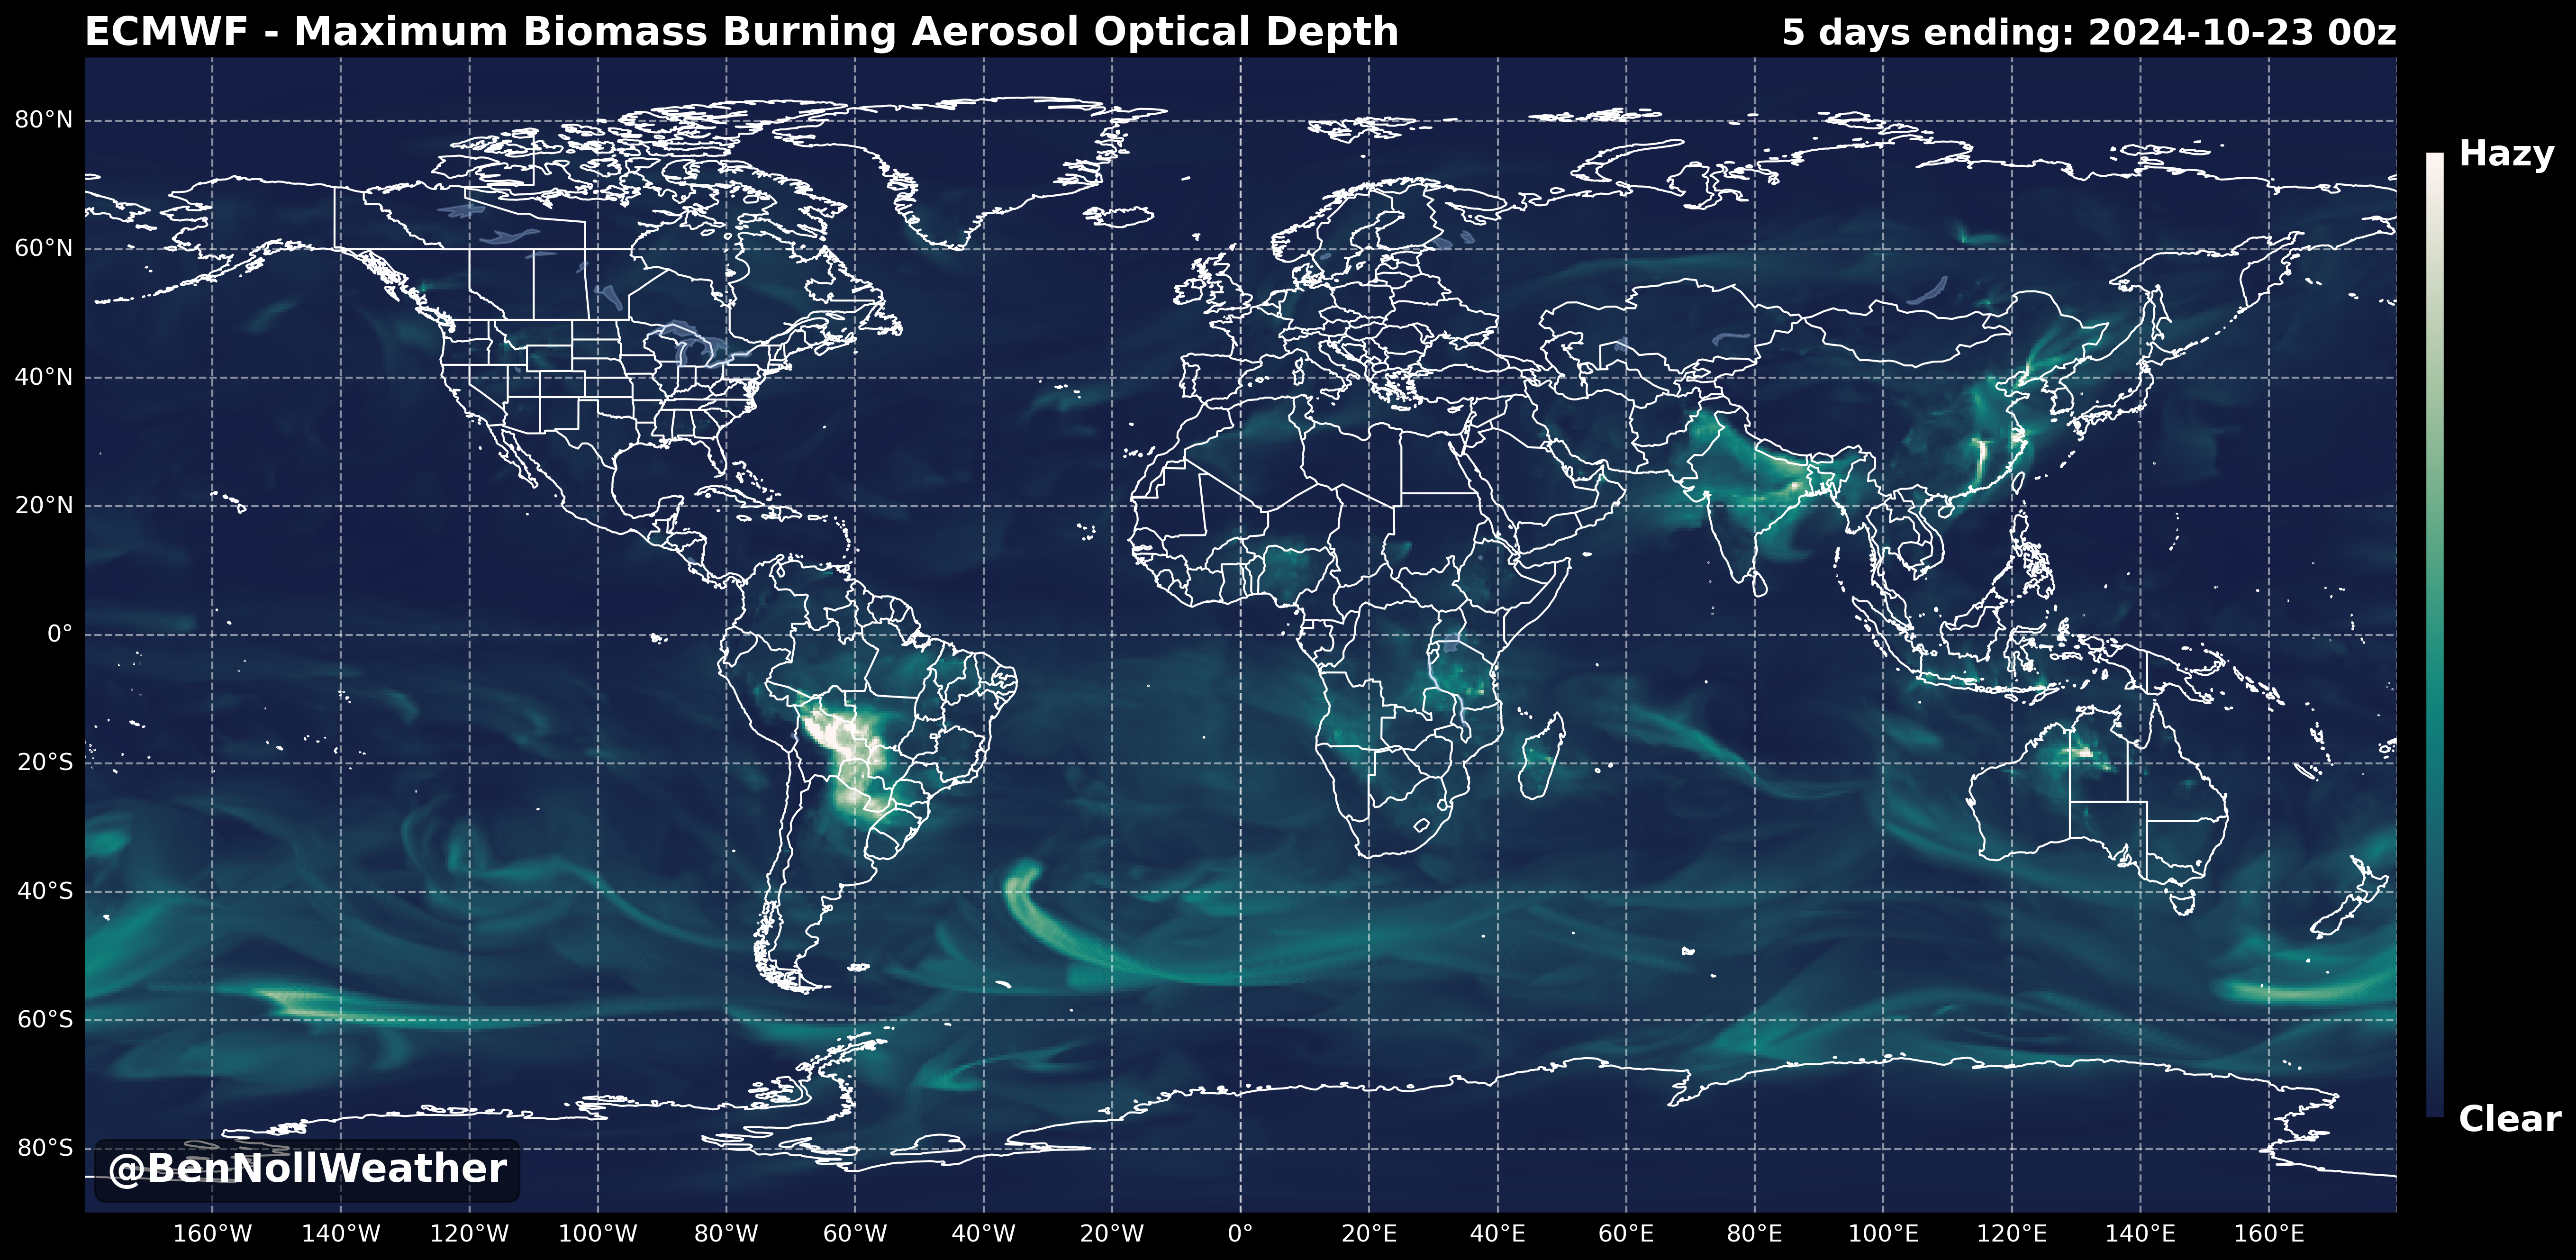 ECMWF - Maximum Biomass Burning Aerosol Optical Depth
5 days ending: 2024-10-23 00z
Hazy
80°N
60°N
40°N
20°N
0°
20°S
40°S
60°S
80°S
Clear
@BenNollWeather
160°W 140°W 120°W 100°W 80°W 60°W 40°W 20°W 0° 20°E 40°E 60°E 80°E 100°E 120°E 140°E 160°E